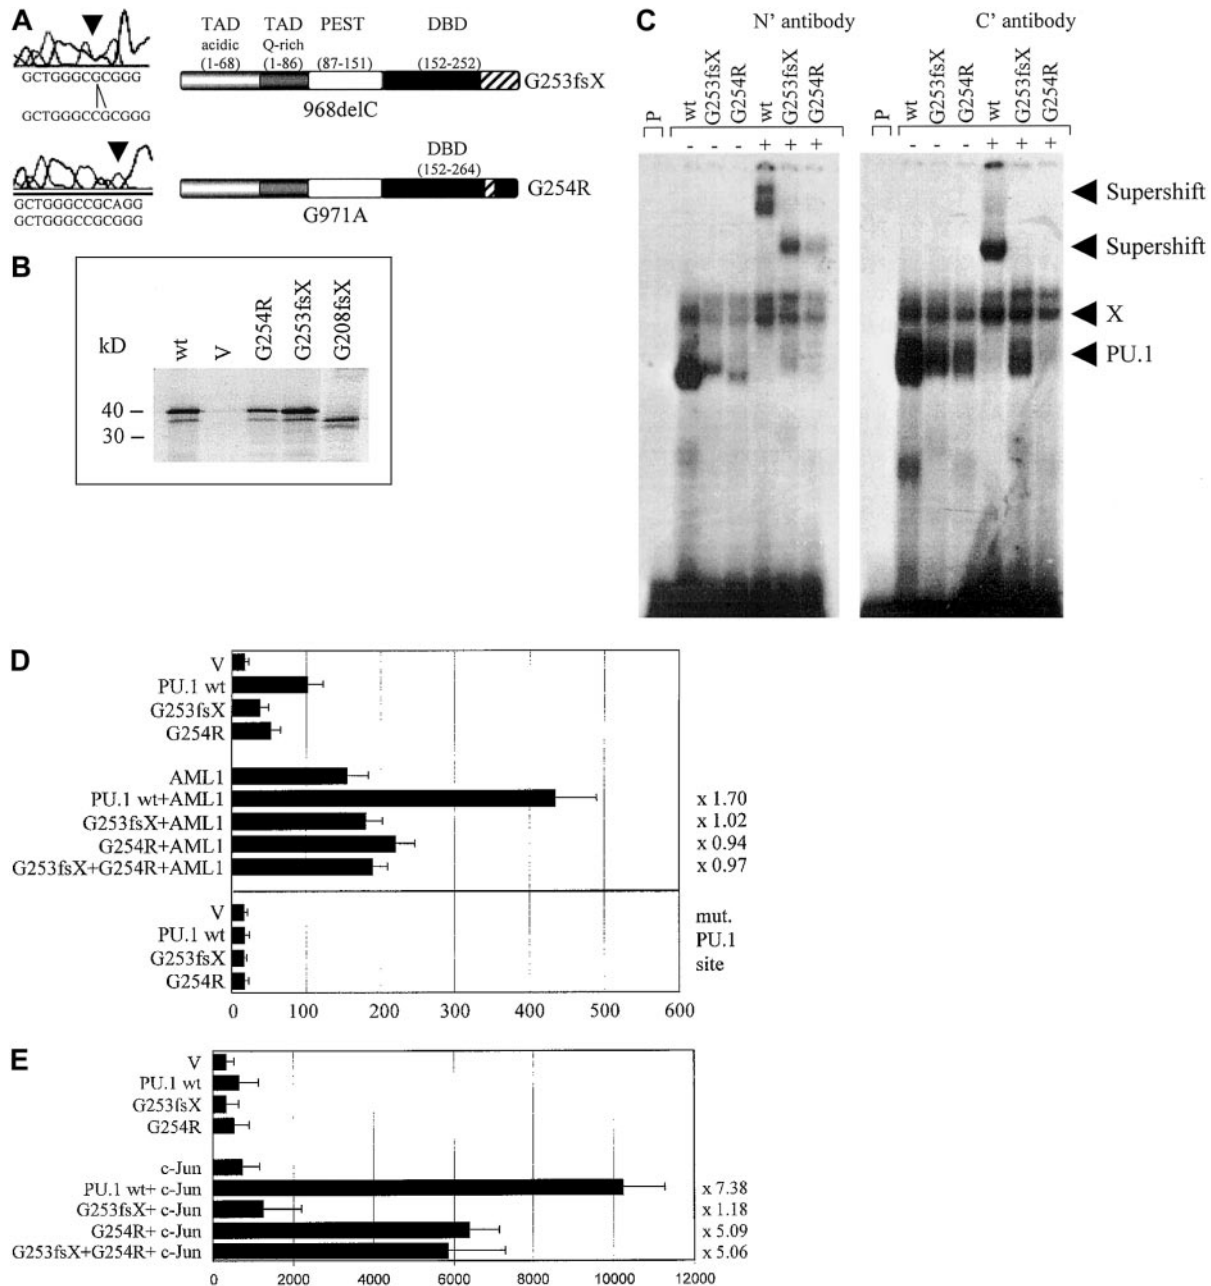 A
TAD TAD PEST DBD
acidic Q-rich
(1-68) (1-86) (87-151) (152-252)
GCTGGGCGCGGG
G253fsX
GCTGGGCCGCGGG
968delC
DBD
(152-264)
GCTGGGCCGCAGG
GCTGGGCCGCGGG
G254R
G971A
B
kD
wt
V
G254R
G253fsX
G208fsX
40
30
C
N' antibody
C' antibody
P
wt
G253fsX
G254R
wt
G253fsX
G254R
- - - + + +
P
wt
G253fsX
G254R
wt
G253fsX
G254R
- - - + + +
Supershift
Supershift
X
PU.1
D
V
PU.1 wt
G253fsX
G254R
AML1
PU.1 wt+AML1 x 1.70
G253fsX+AML1 x 1.02
G254R+AML1 x 0.94
G253fsX+G254R+AML1 x 0.97
V
PU.1 wt
G253fsX
G254R
mut.
PU.1
site
0 100 200 300 400 500 600
E
V
PU.1 wt
G253fsX
G254R
c-Jun
PU.1 wt+ c-Jun x 7.38
G253fsX+ c-Jun x 1.18
G254R+ c-Jun x 5.09
G253fsX+G254R+ c-Jun x 5.06
0 2000 4000 6000 8000 10000 12000